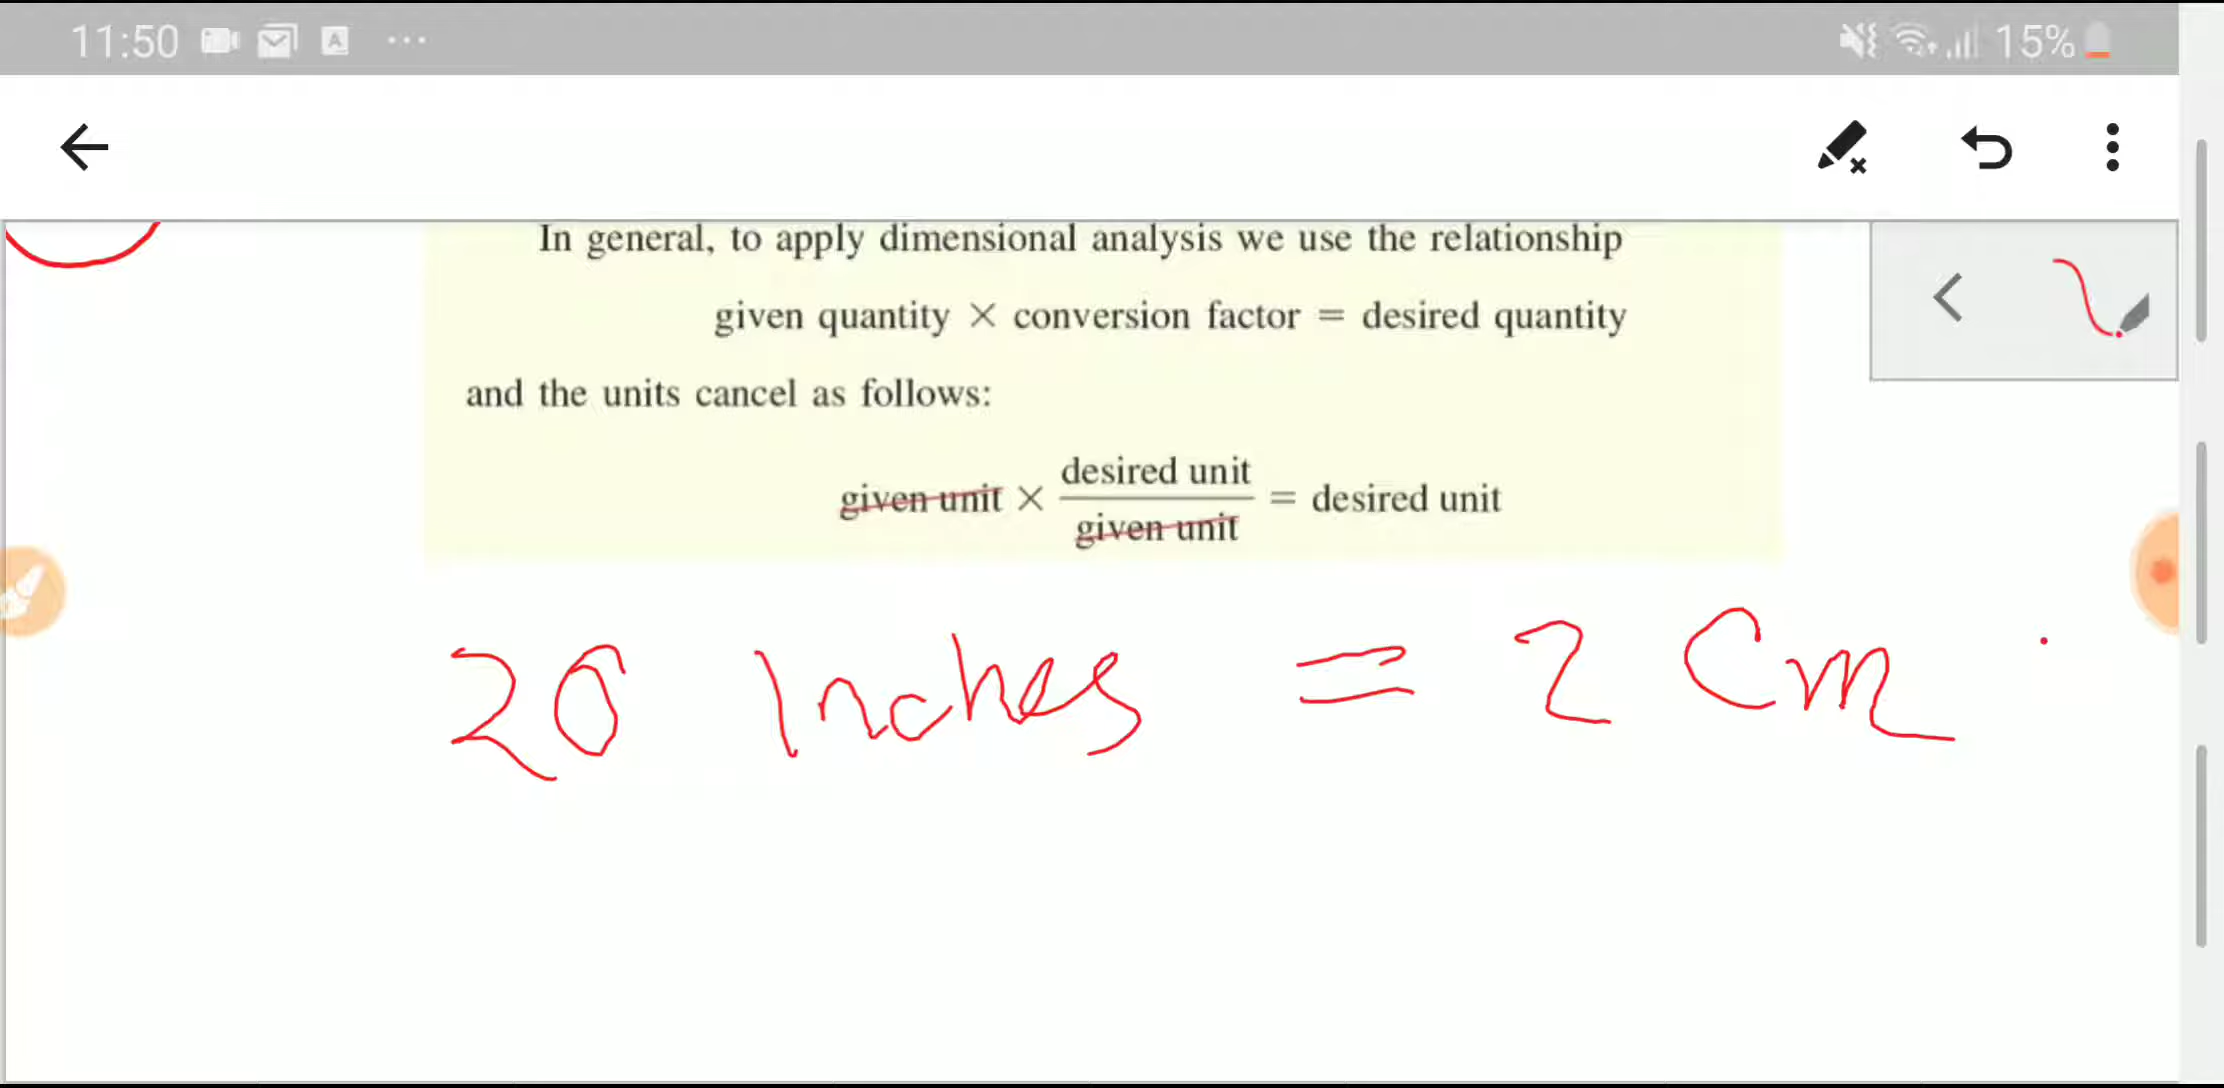 11:50 A ... 15%
In general, to apply dimensional analysis we use the relationship
given quantity × conversion factor = desired quantity
and the units cancel as follows:
given unit × desired unit / given unit = desired unit
20 Inches = 2 Cm .